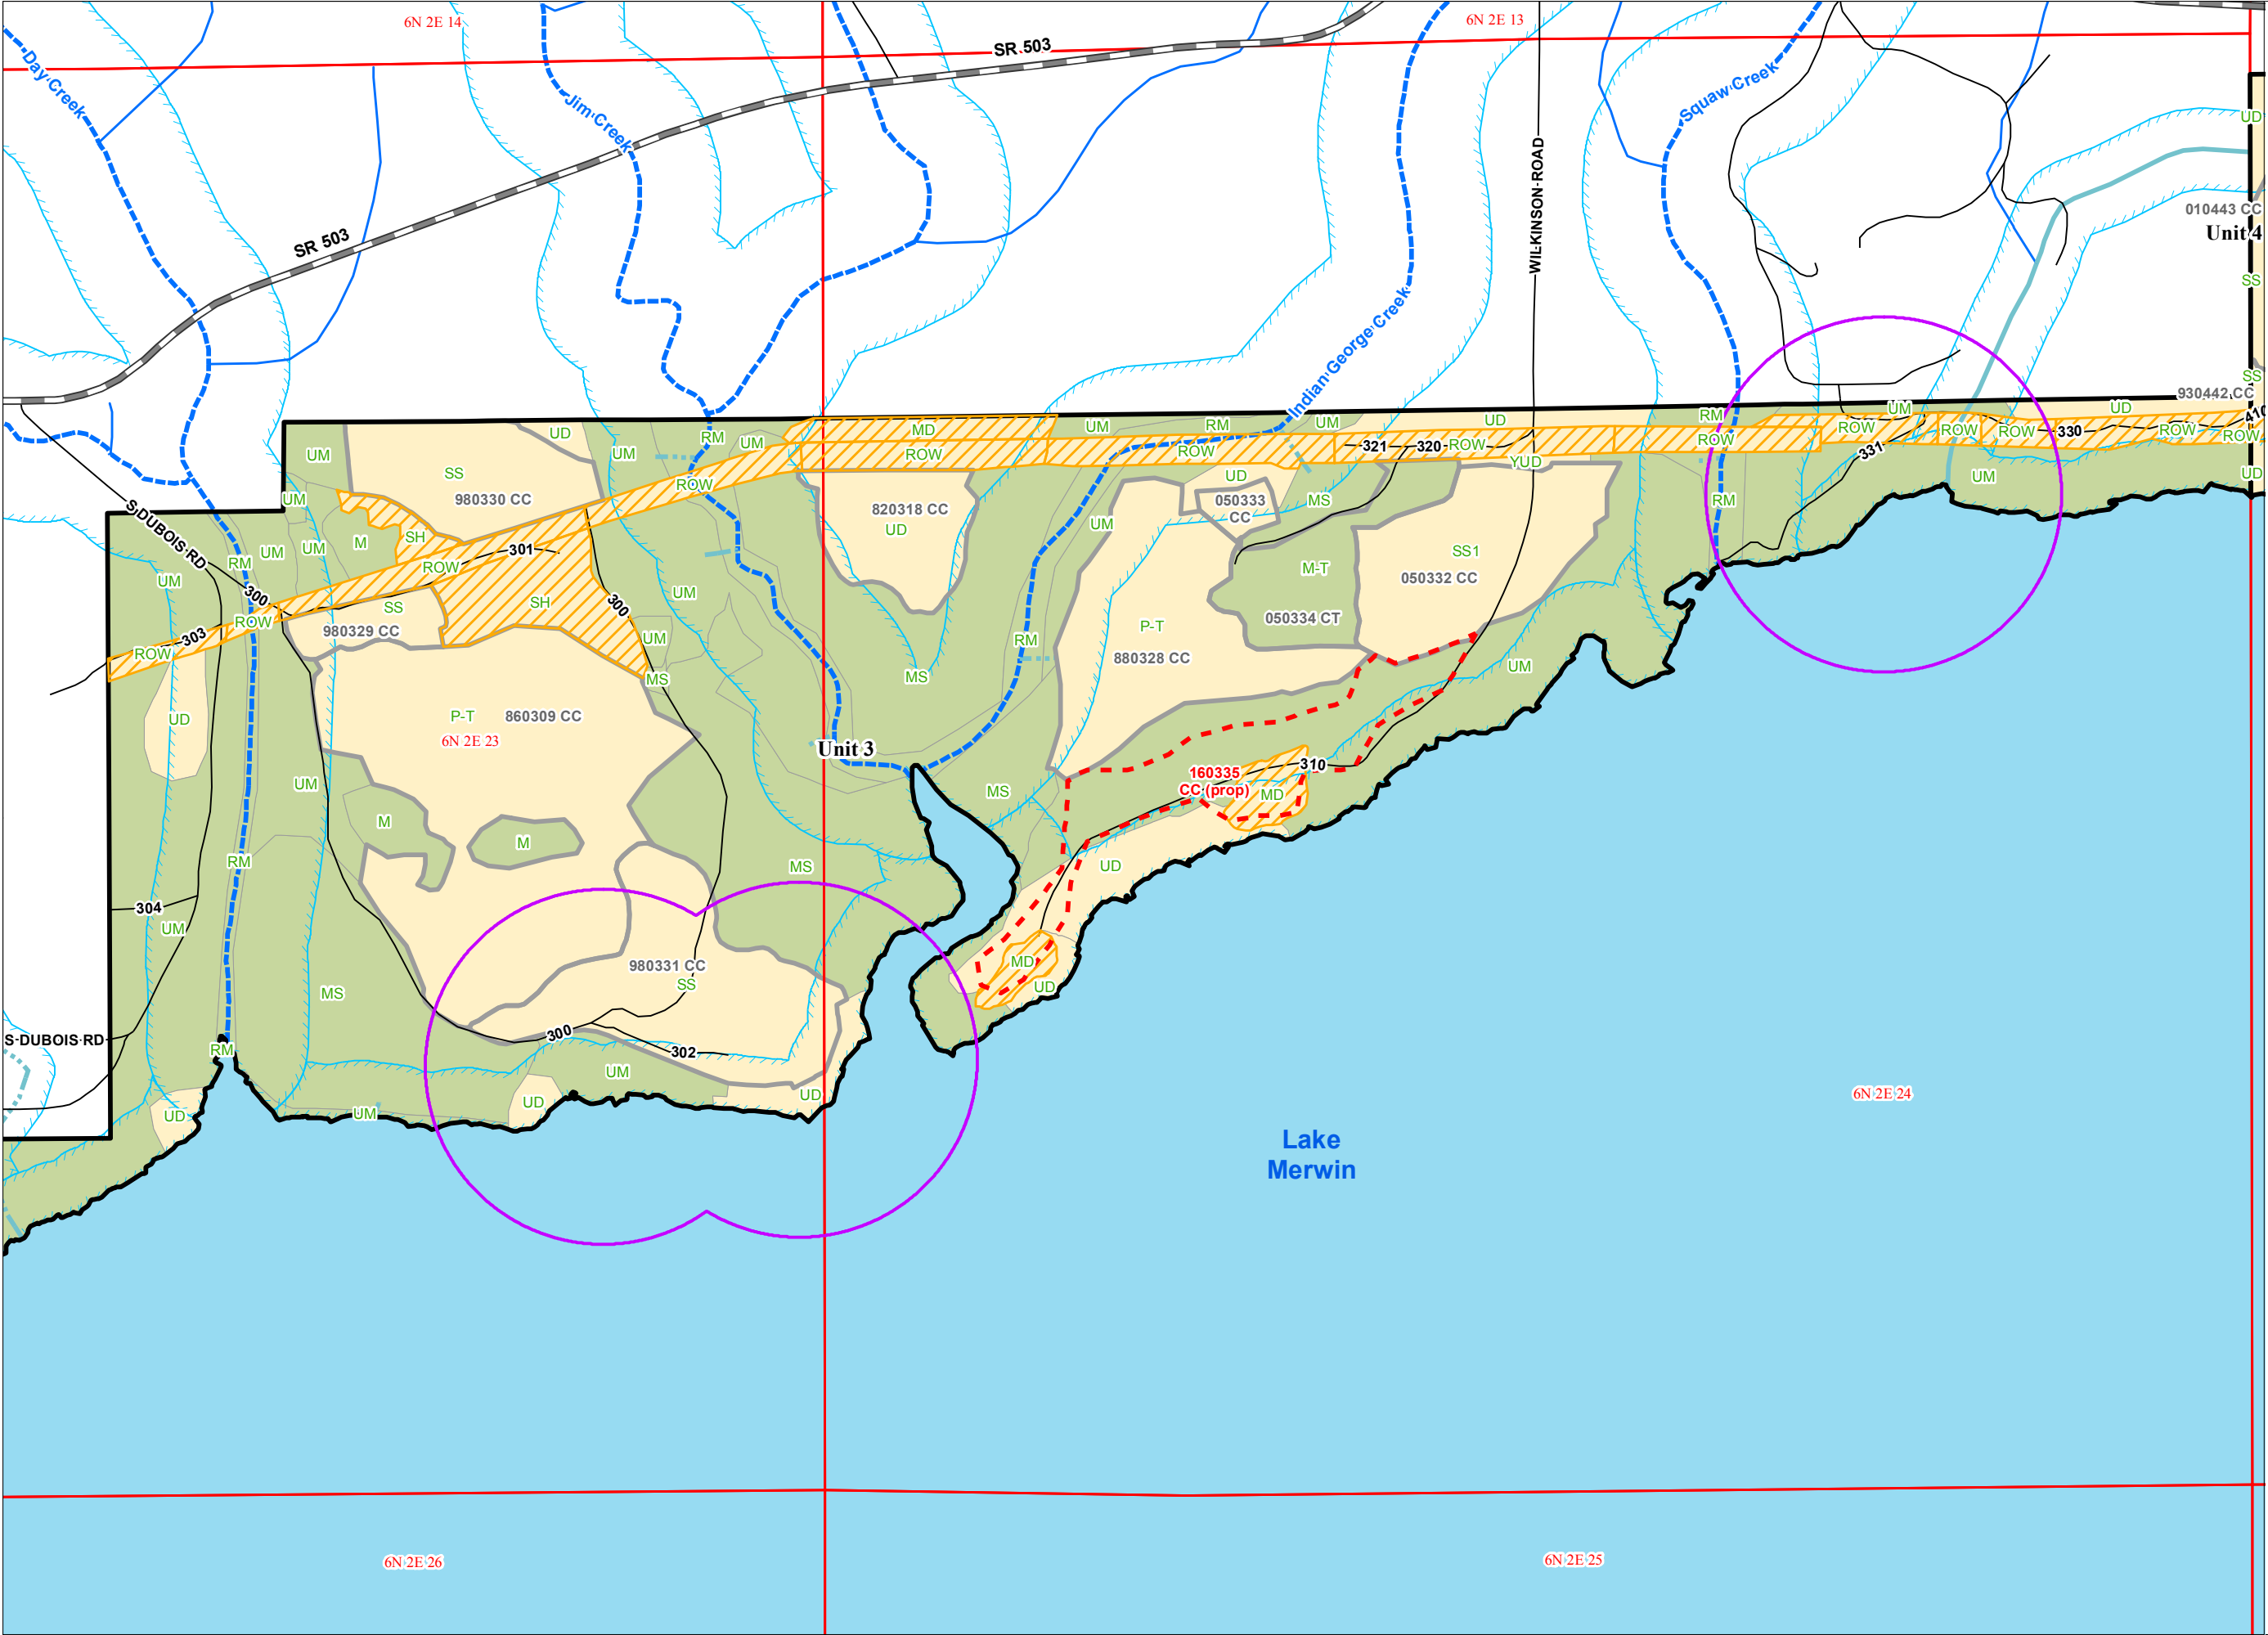 6N 2E 14
6N 2E 13
SR 503
Day Creek
Jim Creek
Squaw Creek
UD
WILKINSON ROAD
010443 CC
Unit 4
SR 503
SS
Indian George Creek
SS
930442 CC
UM
RM
UD
410
MD
UM
RM
UM
UD
ROW
ROW
ROW
330
ROW
ROW
UD
UM
RM
UM
ROW
ROW
321
320
ROW
ROW
331
UM
SS
980330 CC
UM
ROW
YUD
UD
UM
UD
UM
820318 CC
UD
UM
050333
CC
MS
RM
S DUBOIS RD
M
SH
301
SS1
050332 CC
RM
UM
UM
ROW
M-T
UM
300
SS
SH
300
UM
050334 CT
ROW
980329 CC
303
UM
RM
P-T
880328 CC
UM
ROW
MS
MS
UD
P-T
860309 CC
6N 2E 23
Unit 3
310
160335
CC (prop)
MD
UM
MS
M
M
RM
MS
UD
304
UM
980331 CC
SS
MD
UD
MS
S DUBOIS RD
300
302
RM
UM
UD
6N 2E 24
UD
UD
UM
Lake
Merwin
6N 2E 26
6N 2E 25